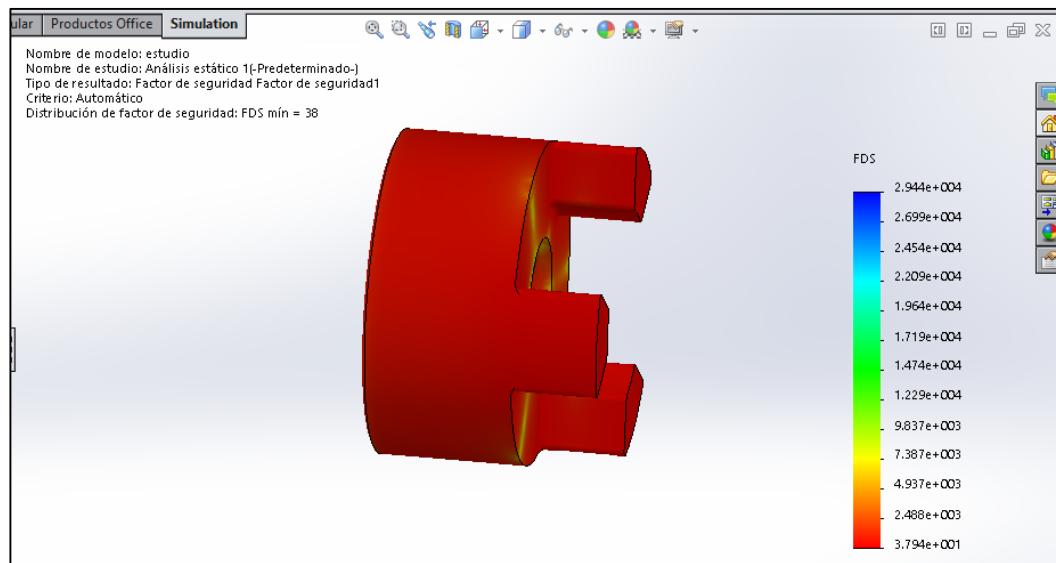 ular Productos Office Simulation
Nombre de modelo: estudio
Nombre de estudio: Análisis estático 1(-Predeterminado-)
Tipo de resultado: Factor de seguridad Factor de seguridad1
Criterio: Automático
Distribución de factor de seguridad: FDS mín = 38
FDS
2.944e+004
2.699e+004
2.454e+004
2.209e+004
1.964e+004
1.719e+004
1.474e+004
1.229e+004
9.837e+003
7.387e+003
4.937e+003
2.488e+003
3.794e+001